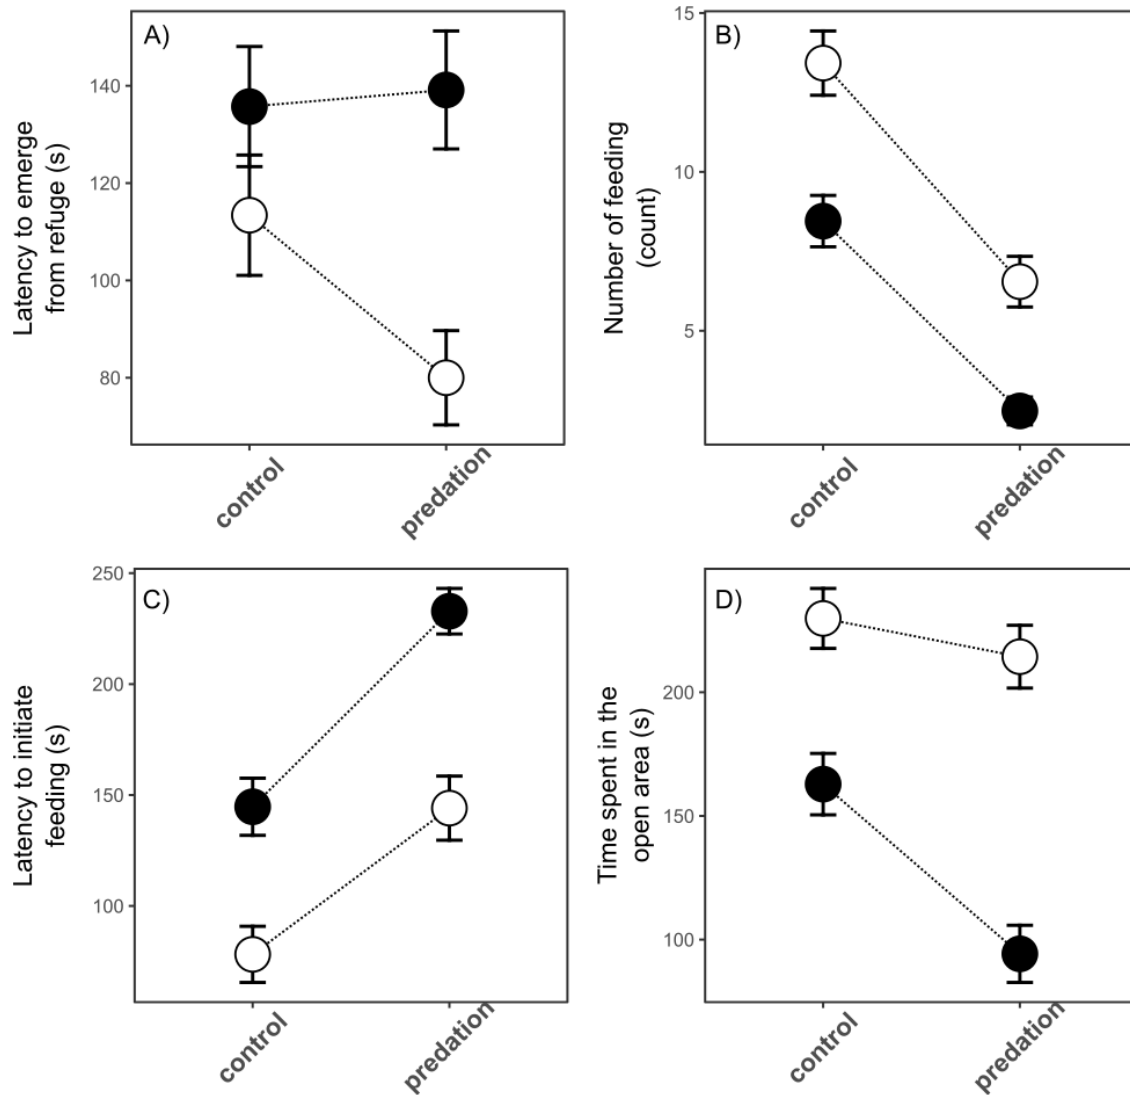 A)
Latency to emerge
from refuge (s)
140
120
100
80
control
predation
B)
Number of feeding
(count)
15
10
5
control
predation
C)
Latency to initiate
feeding (s)
250
200
150
100
control
predation
D)
Time spent in the
open area (s)
200
150
100
control
predation